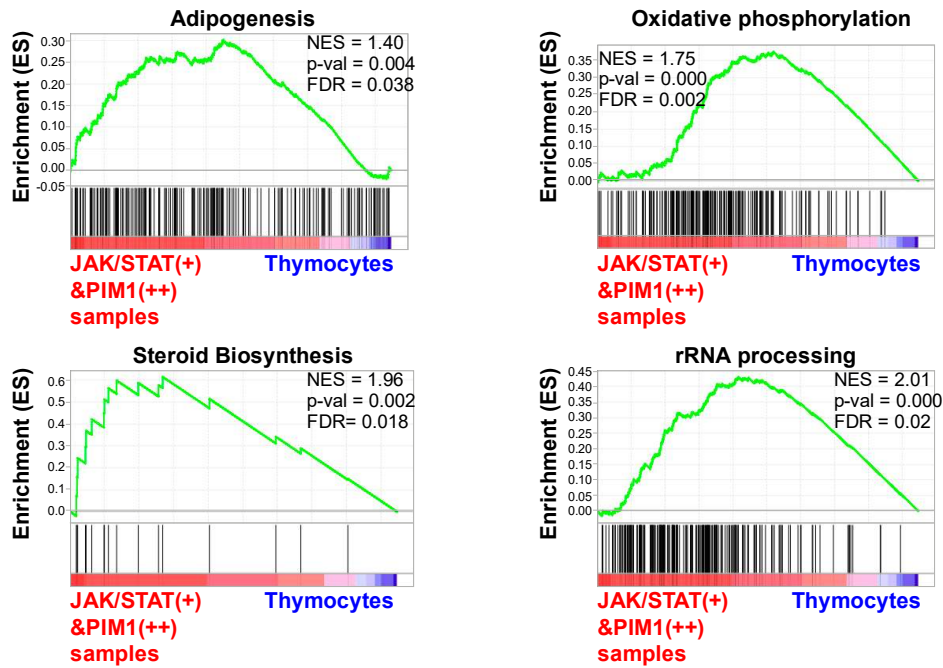 Adipogenesis
Enrichment (ES)
0.30
0.25
0.20
0.15
0.10
0.05
0.00
-0.05
NES = 1.40
p-val = 0.004
FDR = 0.038
JAK/STAT(+)
&PIM1(++)
samples
Thymocytes
Oxidative phosphorylation
Enrichment (ES)
0.35
0.30
0.25
0.20
0.15
0.10
0.05
0.00
NES = 1.75
p-val = 0.000
FDR = 0.002
JAK/STAT(+)
&PIM1(++)
samples
Thymocytes
Steroid Biosynthesis
Enrichment (ES)
0.6
0.5
0.4
0.3
0.2
0.1
0.0
NES = 1.96
p-val = 0.002
FDR= 0.018
JAK/STAT(+)
&PIM1(++)
samples
Thymocytes
rRNA processing
Enrichment (ES)
0.45
0.40
0.35
0.30
0.25
0.20
0.15
0.10
0.05
0.00
NES = 2.01
p-val = 0.000
FDR = 0.02
JAK/STAT(+)
&PIM1(++)
samples
Thymocytes